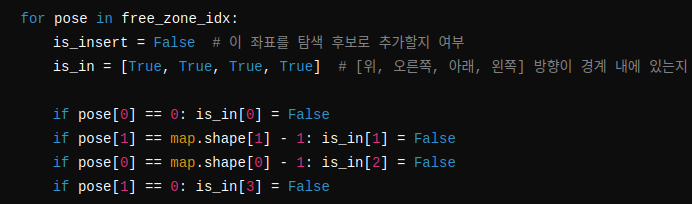 for pose in free_zone_idx:
    is_insert = False  # 이 좌표를 탐색 후보로 추가할지 여부
    is_in = [True, True, True, True]  # [위, 오른쪽, 아래, 왼쪽] 방향이 경계 내에 있는지
    if pose[0] == 0: is_in[0] = False
    if pose[1] == map.shape[1] - 1: is_in[1] = False
    if pose[0] == map.shape[0] - 1: is_in[2] = False
    if pose[1] == 0: is_in[3] = False